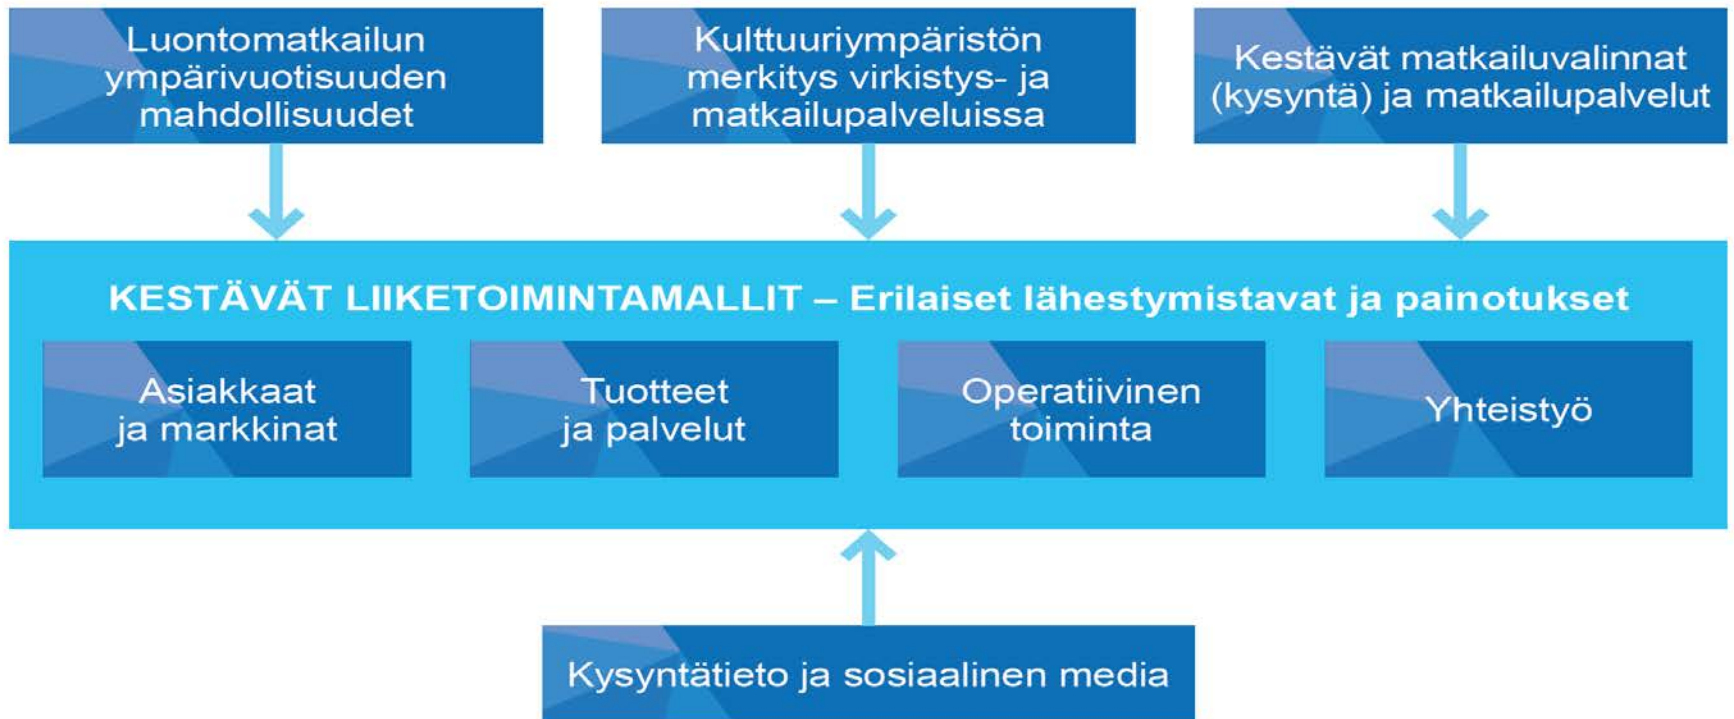 Luontomatkailun
ympärivuotisuuden
mahdollisuudet
Kulttuuriympäristön
merkitys virkistys- ja
matkailupalveluissa
Kestävät matkailuvalinnat
(kysyntä) ja matkailupalvelut
KESTÄVÄT LIIKETOIMINTAMALLIT – Erilaiset lähestymistavat ja painotukset
Asiakkaat
ja markkinat
Tuotteet
ja palvelut
Operatiivinen
toiminta
Yhteistyö
Kysyntätieto ja sosiaalinen media